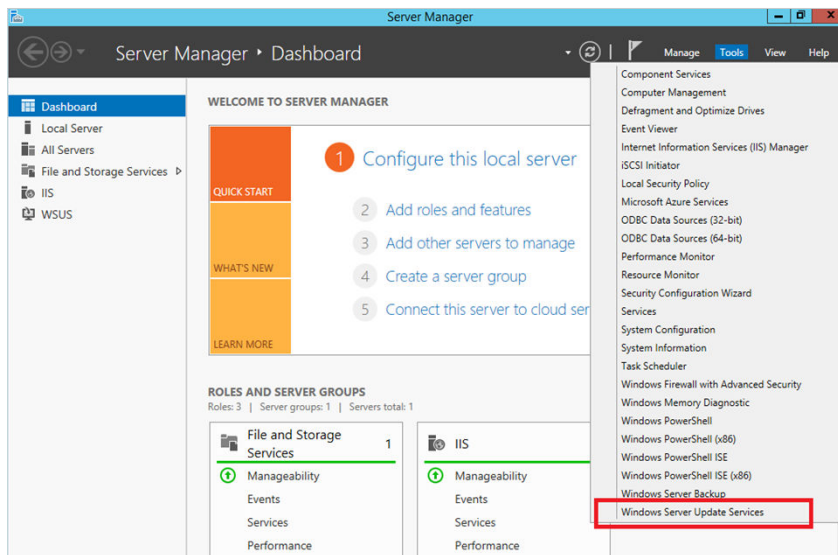 Server Manager
Server Manager • Dashboard
Manage Tools View Help
Dashboard
Local Server
All Servers
File and Storage Services
IIS
WSUS
WELCOME TO SERVER MANAGER
QUICK START
WHAT'S NEW
LEARN MORE
1 Configure this local server
2 Add roles and features
3 Add other servers to manage
4 Create a server group
5 Connect this server to cloud ser
ROLES AND SERVER GROUPS
Roles: 3 | Server groups: 1 | Servers total: 1
File and Storage
Services
1
Manageability
Events
Services
Performance
IIS
Manageability
Events
Services
Performance
Component Services
Computer Management
Defragment and Optimize Drives
Event Viewer
Internet Information Services (IIS) Manager
iSCSI Initiator
Local Security Policy
Microsoft Azure Services
ODBC Data Sources (32-bit)
ODBC Data Sources (64-bit)
Performance Monitor
Resource Monitor
Security Configuration Wizard
Services
System Configuration
System Information
Task Scheduler
Windows Firewall with Advanced Security
Windows Memory Diagnostic
Windows PowerShell
Windows PowerShell (x86)
Windows PowerShell ISE
Windows PowerShell ISE (x86)
Windows Server Backup
Windows Server Update Services